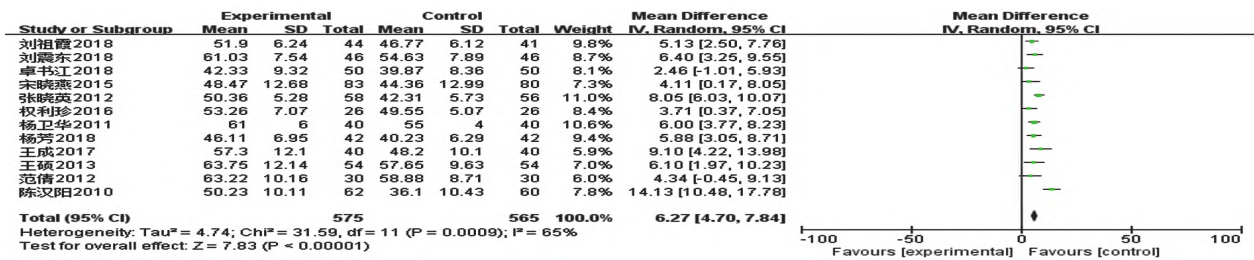 Experimental Control Mean Difference Mean Difference
Study or Subgroup Mean SD Total Mean SD Total Weight IV, Random, 95% CI IV, Random, 95% CI
刘祖霞2018 51.9 6.24 44 46.77 6.12 41 9.8% 5.13 [2.50, 7.76]
刘震东2018 61.03 7.54 46 54.63 7.89 46 8.7% 6.40 [3.25, 9.55]
卓书江2018 42.33 9.32 50 39.87 8.36 50 8.1% 2.46 [-1.01, 5.93]
宋晓燕2015 48.47 12.68 83 44.36 12.99 80 7.3% 4.11 [0.17, 8.05]
张晓英2012 50.36 5.28 58 42.31 5.73 56 11.0% 8.05 [6.03, 10.07]
权利珍2016 53.26 7.07 26 49.55 5.07 26 8.3% 3.71 [0.37, 7.05]
杨卫华2011 61 6 40 55 4 40 10.6% 6.00 [3.77, 8.23]
杨芳2018 46.11 6.95 42 40.23 6.29 42 9.4% 5.88 [3.05, 8.71]
王成2017 57.3 12.1 40 48.2 10.1 40 5.9% 9.10 [4.22, 13.98]
王硕2013 63.75 12.14 54 57.65 9.63 54 7.0% 6.10 [1.97, 10.23]
范倩2012 63.22 10.16 30 58.88 8.71 30 6.0% 4.34 [-0.45, 9.13]
陈汉阳2010 50.23 10.11 62 36.1 10.43 60 7.8% 14.13 [10.48, 17.78]
Total (95% CI) 575 565 100.0% 6.27 [4.70, 7.84]
Heterogeneity: Tau² = 4.74; Chi² = 31.59, df = 11 (P = 0.0009); I² = 65%
Test for overall effect: Z = 7.83 (P < 0.00001)
-100 -50 0 50 100
Favours [experimental] Favours [control]